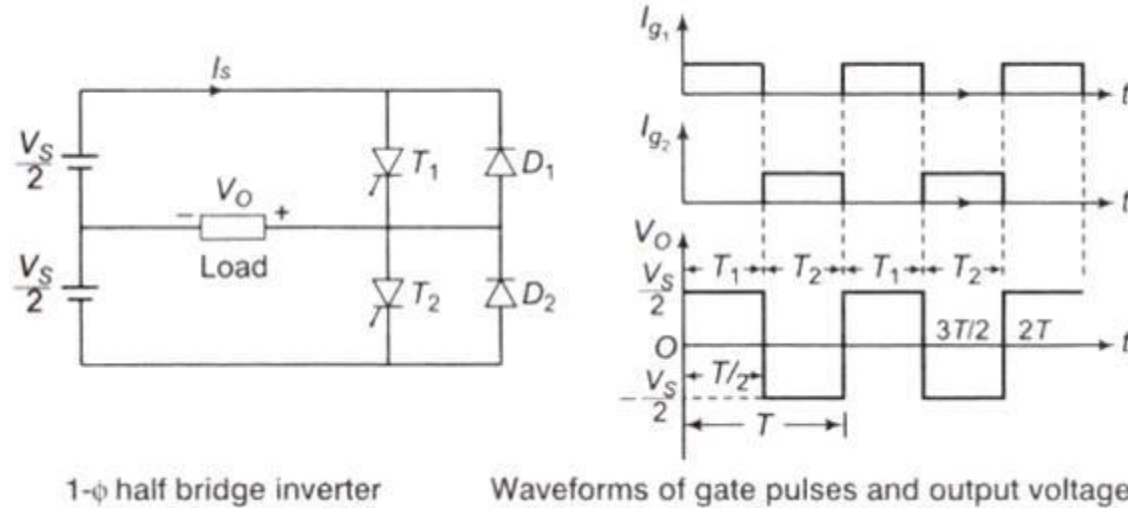 I_s
V_S/2
T_1
D_1
V_O
− +
Load
V_S/2
T_2
D_2
1-ϕ half bridge inverter
I_g1
t
I_g2
t
V_O
T_1 T_2 T_1 T_2
V_S/2
O
3T/2 2T
t
T/2
−V_S/2
T
Waveforms of gate pulses and output voltage